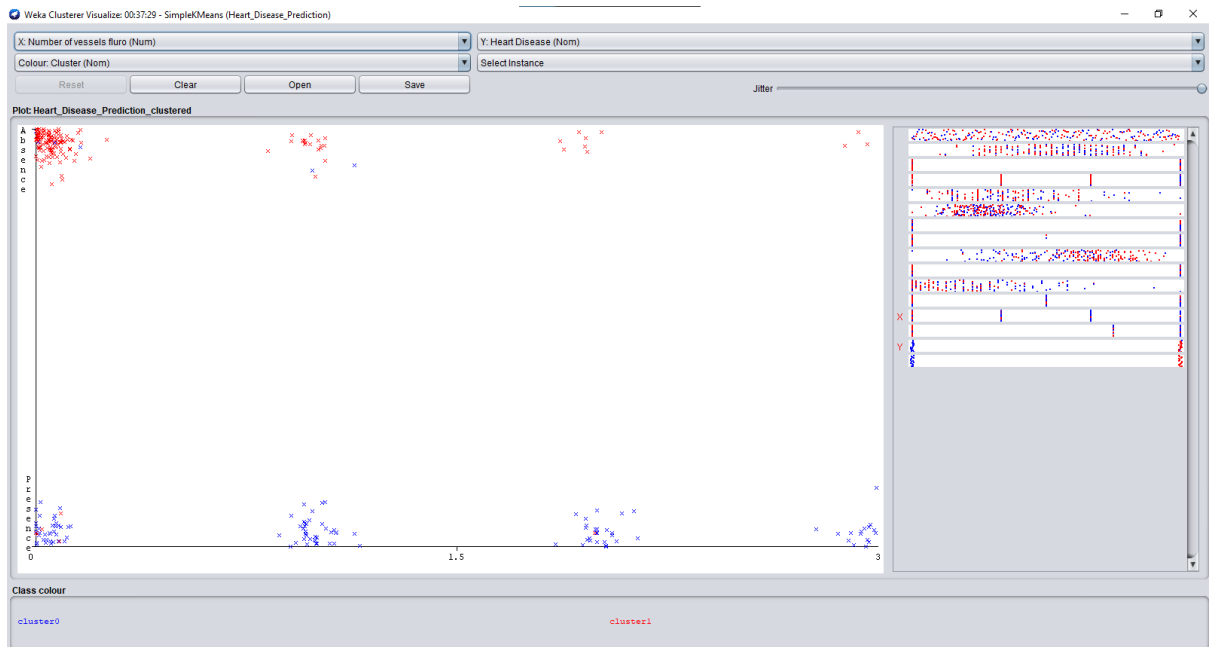 Weka Clusterer Visualize: 00:37:29 - SimpleKMeans (Heart_Disease_Prediction)
X: Number of vessels fluro (Num)
Y: Heart Disease (Nom)
Colour: Cluster (Nom)
Select Instance
Reset
Clear
Open
Save
Jitter
Plot: Heart_Disease_Prediction_clustered
Absence
Presence
0
1.5
3
X
Y
Class colour
cluster0
cluster1